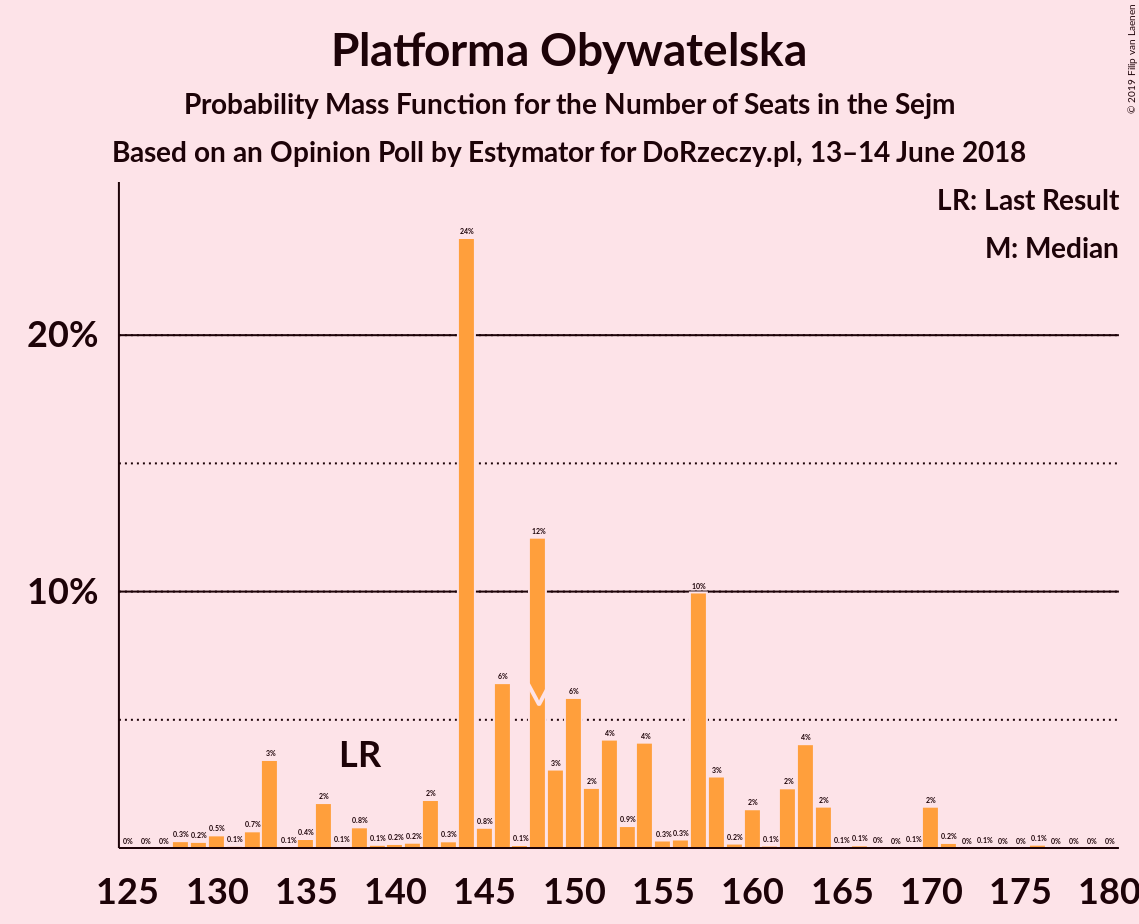 Platforma Obywatelska
Probability Mass Function for the Number of Seats in the Sejm
Based on an Opinion Poll by Estymator for DoRzeczy.pl, 13–14 June 2018
© 2019 Filip van Laenen
LR: Last Result
M: Median
20%
10%
0% 0% 0% 0.3% 0.2% 0.5% 0.1% 0.7% 3% 0.1% 0.4% 2% 0.1% 0.8% 0.1% 0.2% 0.2% 2% 0.3% 24% 0.8% 6% 0.1% 12% 3% 6% 2% 4% 0.9% 4% 0.3% 0.3% 10% 3% 0.2% 2% 0.1% 2% 4% 2% 0.1% 0.1% 0% 0% 0.1% 2% 0.2% 0% 0.1% 0% 0% 0.1% 0% 0% 0% 0%
LR
M
125 130 135 140 145 150 155 160 165 170 175 180